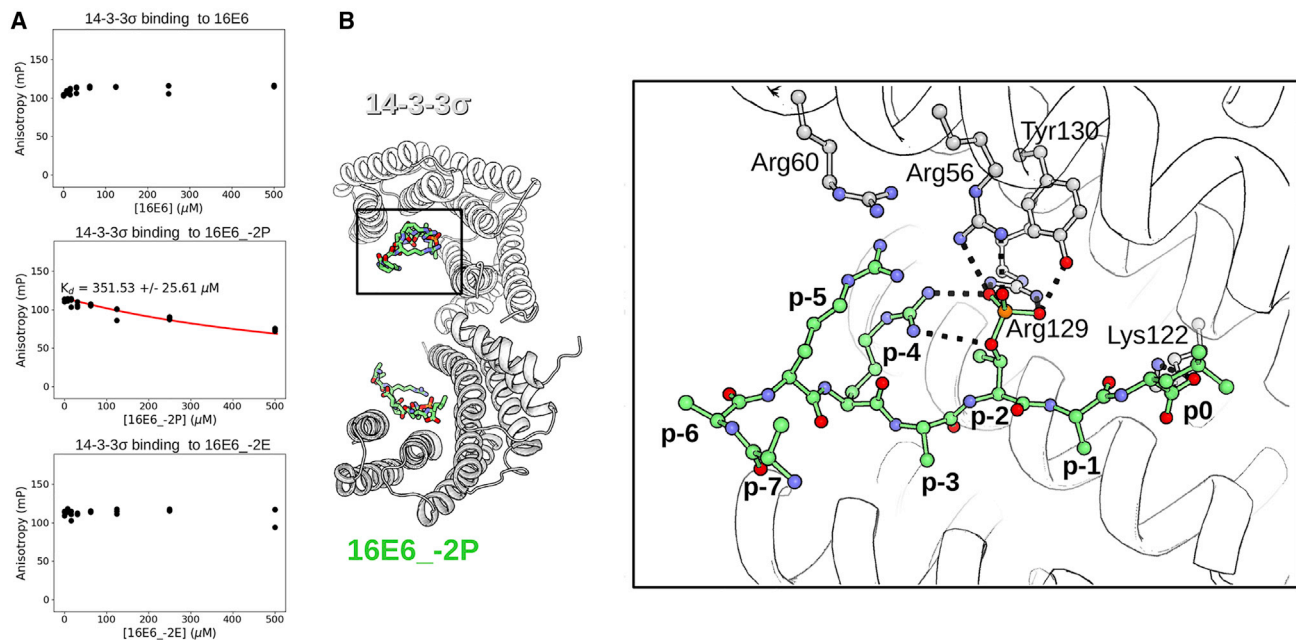 A
14-3-3σ binding to 16E6
Anisotropy (mP)
150
100
50
0
0 100 200 300 400 500
[16E6] (μM)
14-3-3σ binding to 16E6_-2P
Anisotropy (mP)
150
100
50
0
K_d = 351.53 +/- 25.61 μM
0 100 200 300 400 500
[16E6_-2P] (μM)
14-3-3σ binding to 16E6_-2E
Anisotropy (mP)
150
100
50
0
0 100 200 300 400 500
[16E6_-2E] (μM)
B
14-3-3σ
16E6_-2P
Arg60
Arg56
Tyr130
p-5
p-4
Arg129
Lys122
p-6
p-7
p-3
p-2
p-1
p0